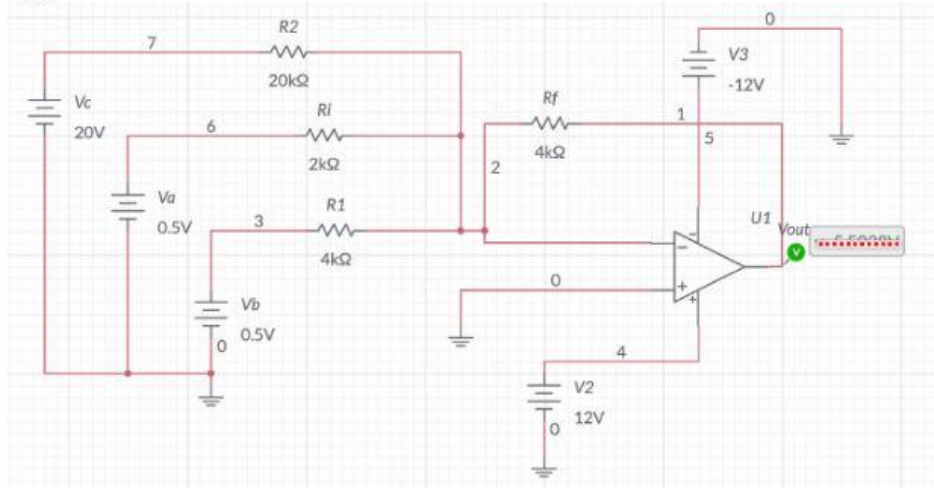 7
R2
20kΩ
Vc
20V
6
Ri
2kΩ
Va
0.5V
3
R1
4kΩ
Vb
0.5V
0
Rf
4kΩ
2
1
5
0
V3
-12V
U1
Vout
V
0
4
V2
12V
0